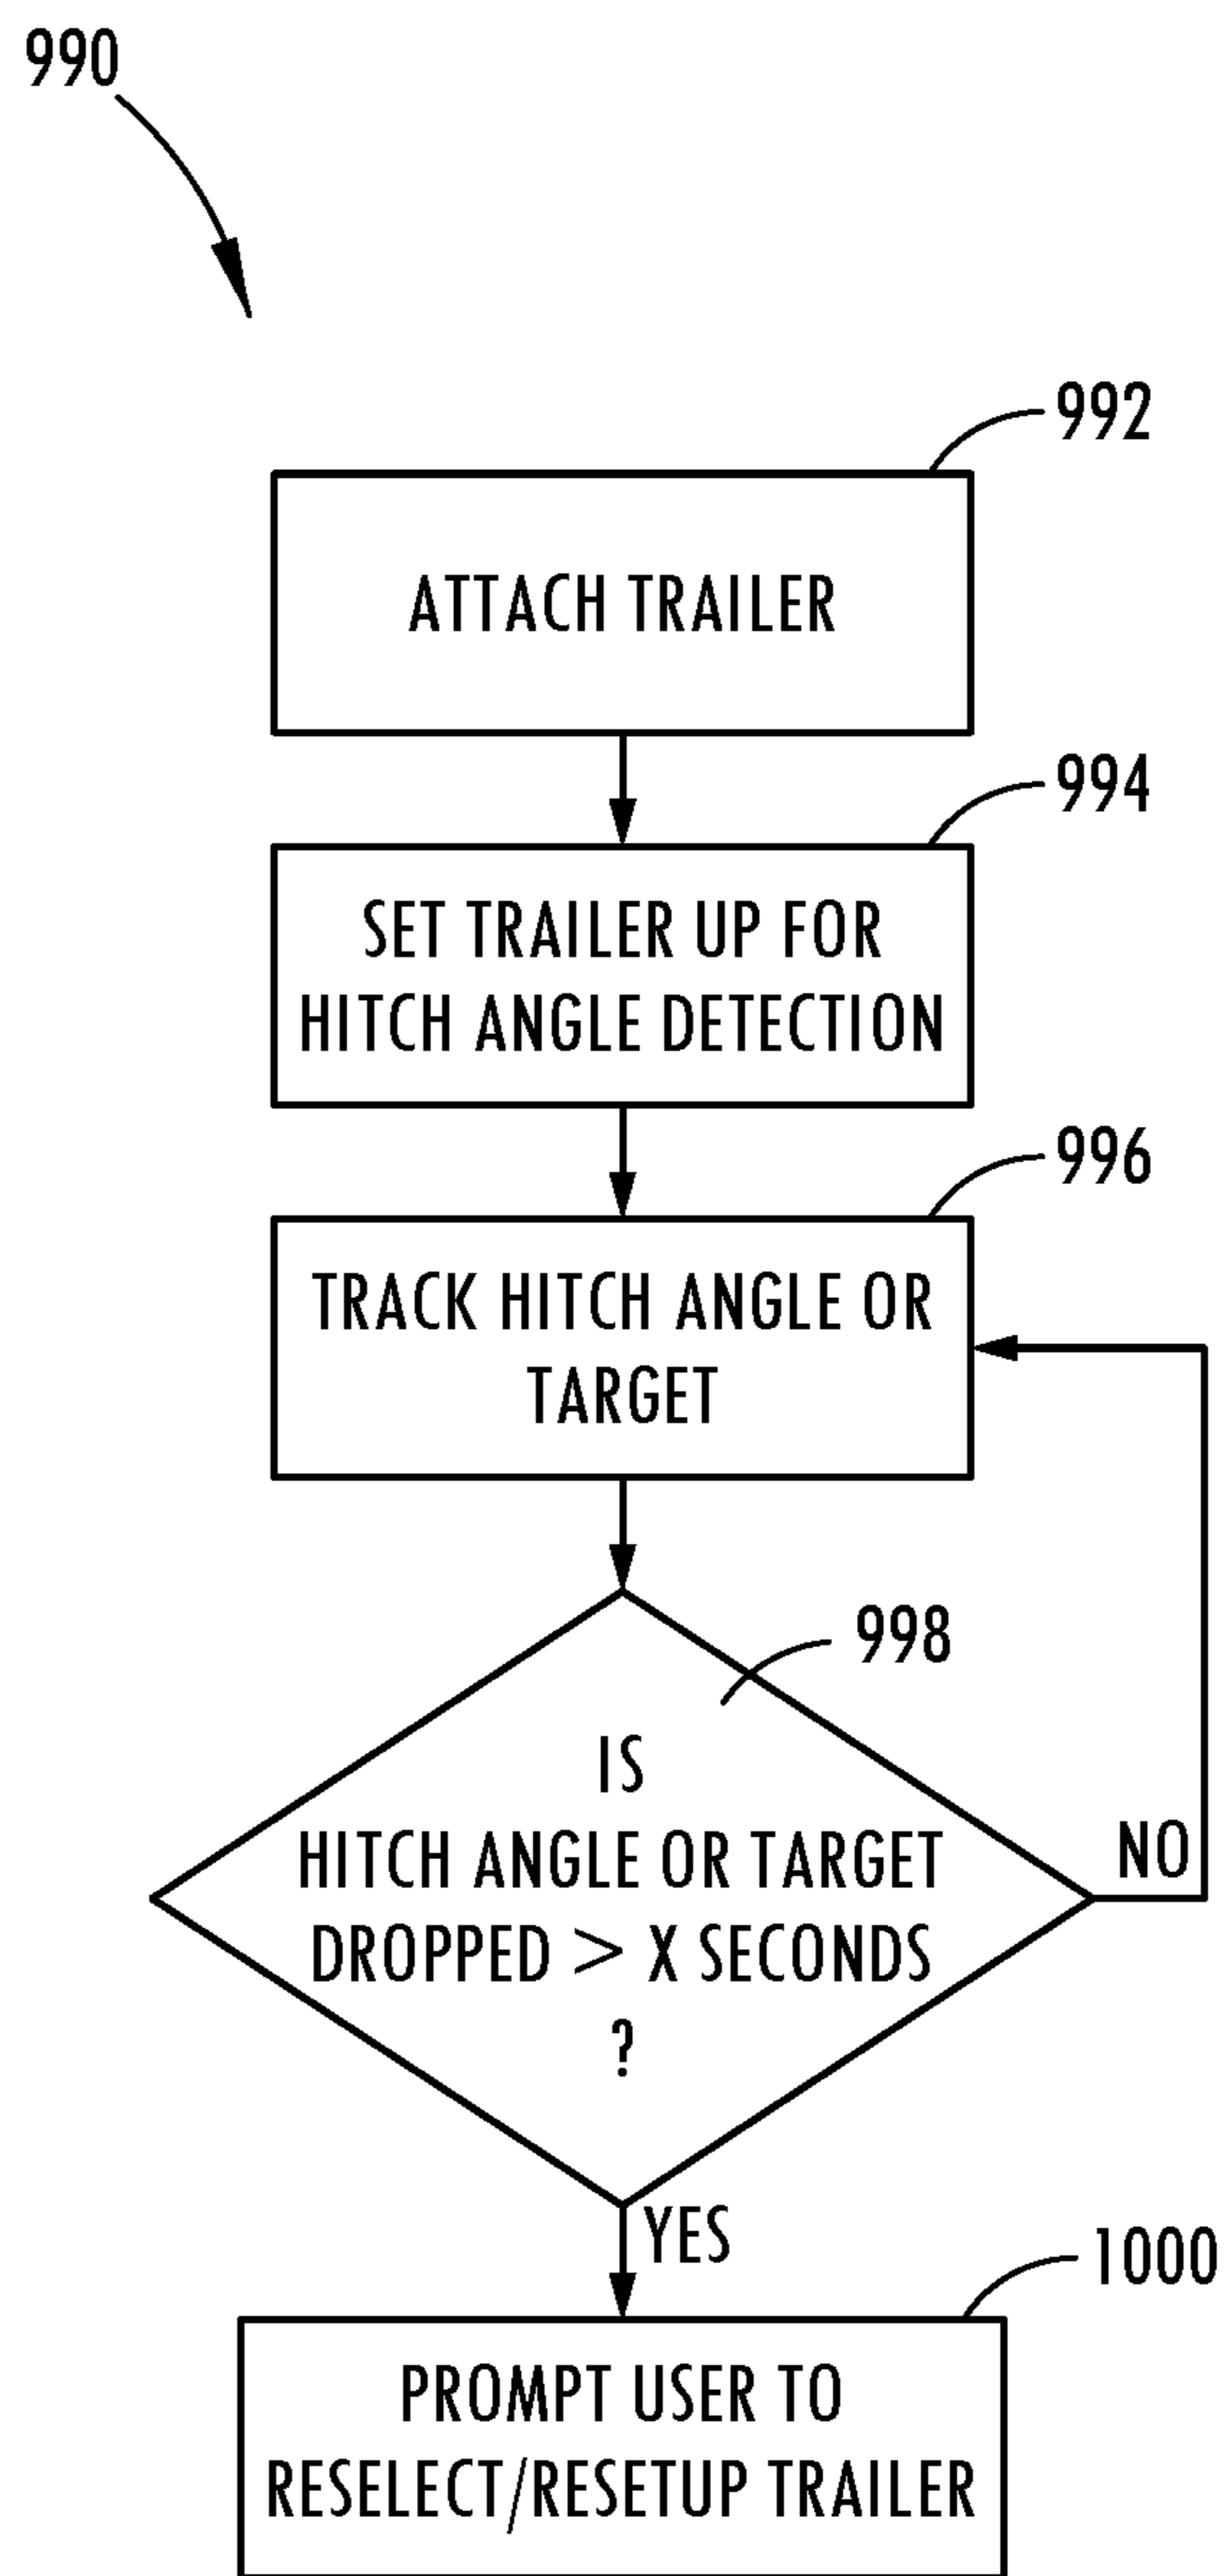 990
992
ATTACH TRAILER
994
SET TRAILER UP FOR
HITCH ANGLE DETECTION
996
TRACK HITCH ANGLE OR
TARGET
998
IS
HITCH ANGLE OR TARGET
DROPPED > X SECONDS
?
NO
YES
1000
PROMPT USER TO
RESELECT/RESETUP TRAILER